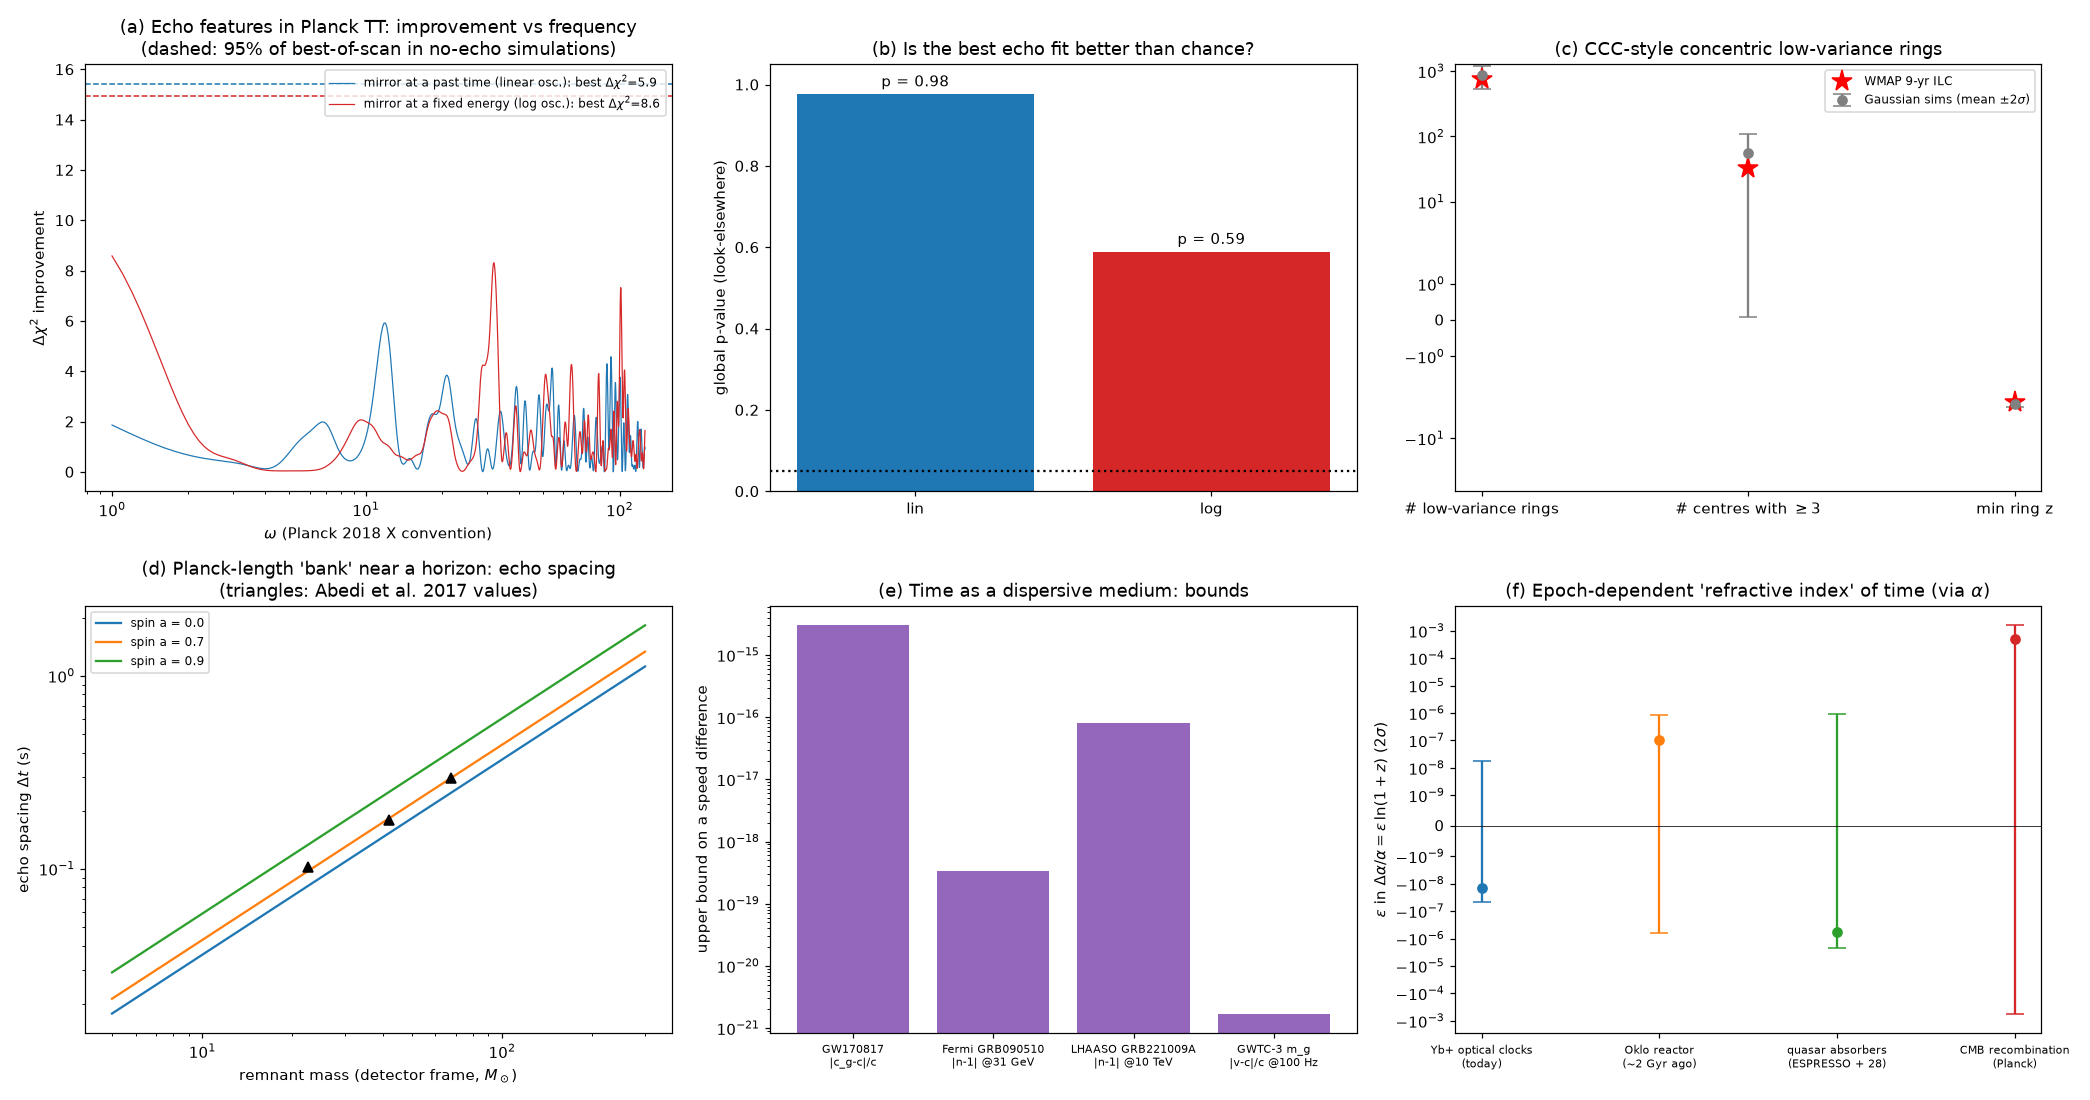 (a) Echo features in Planck TT: improvement vs frequency
(dashed: 95% of best-of-scan in no-echo simulations)
16
14
12
10
8
6
4
2
0
Δχ² improvement
mirror at a past time (linear osc.): best Δχ²=5.9
mirror at a fixed energy (log osc.): best Δχ²=8.6
10⁰
10¹
10²
ω (Planck 2018 X convention)
(b) Is the best echo fit better than chance?
1.0
0.8
0.6
0.4
0.2
0.0
global p-value (look-elsewhere)
p = 0.98
p = 0.59
lin
log
(c) CCC-style concentric low-variance rings
10³
10²
10¹
10⁰
0
−10⁰
−10¹
WMAP 9-yr ILC
Gaussian sims (mean ±2σ)
# low-variance rings
# centres with ≥3
min ring z
(d) Planck-length 'bank' near a horizon: echo spacing
(triangles: Abedi et al. 2017 values)
spin a = 0.0
spin a = 0.7
spin a = 0.9
10⁰
10⁻¹
echo spacing Δt (s)
10¹
10²
remnant mass (detector frame, M⊙)
(e) Time as a dispersive medium: bounds
10⁻¹⁵
10⁻¹⁶
10⁻¹⁷
10⁻¹⁸
10⁻¹⁹
10⁻²⁰
10⁻²¹
upper bound on a speed difference
GW170817
|c_g-c|/c
Fermi GRB090510
|n-1| @31 GeV
LHAASO GRB221009A
|n-1| @10 TeV
GWTC-3 m_g
|v-c|/c @100 Hz
(f) Epoch-dependent 'refractive index' of time (via α)
10⁻³
10⁻⁴
10⁻⁵
10⁻⁶
10⁻⁷
10⁻⁸
10⁻⁹
0
−10⁻⁹
−10⁻⁸
−10⁻⁷
−10⁻⁶
−10⁻⁵
−10⁻⁴
−10⁻³
ε in Δα/α = ε ln(1 + z) (2σ)
Yb+ optical clocks
(today)
Oklo reactor
(~2 Gyr ago)
quasar absorbers
(ESPRESSO + 28)
CMB recombination
(Planck)